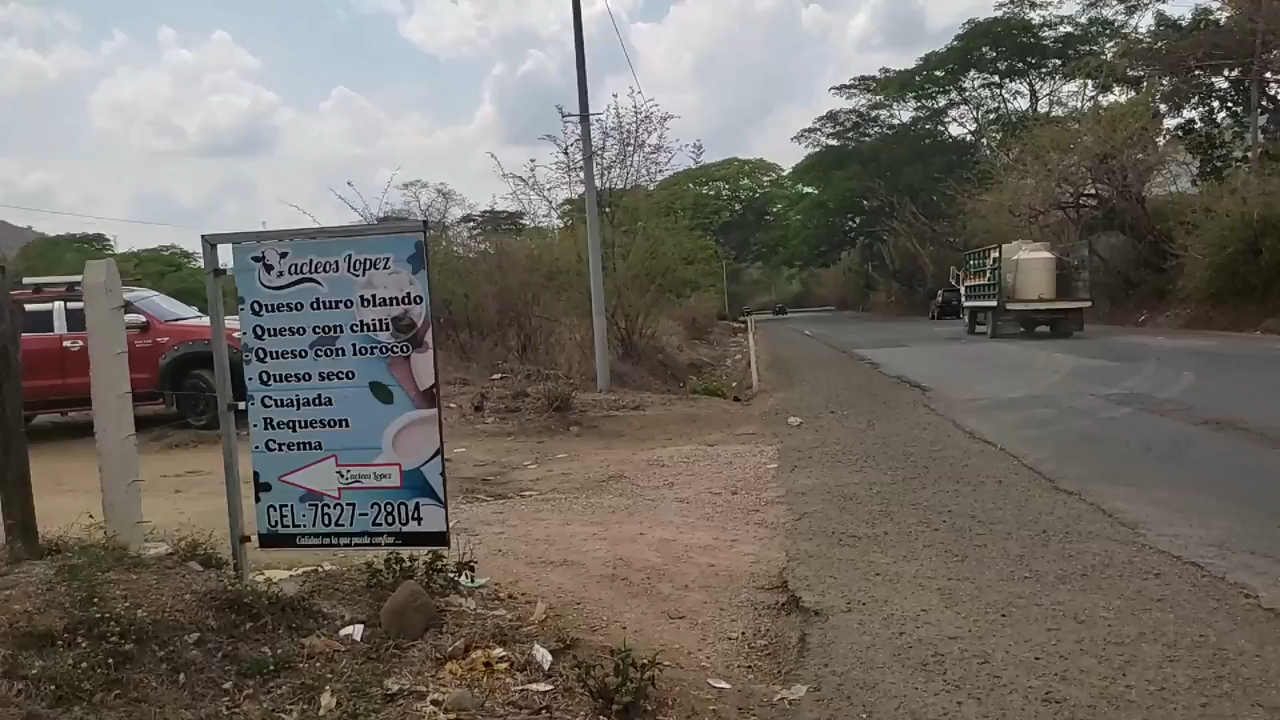 Lacteos Lopez
Queso duro blando
- Queso con chili
- Queso con loroco
- Queso seco
- Cuajada
- Requeson
- Crema
Lacteos Lopez
CEL:7627-2804
Calidad en la que puede confiar...